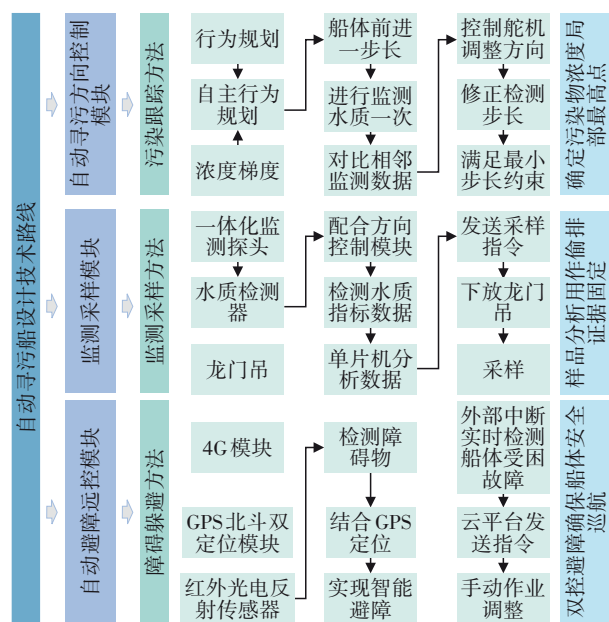 自动寻污船设计技术路线
自动寻污方向控制
模块
污染跟踪方法
行为规划
自主行为
规划
浓度梯度
船体前进
一步长
进行监测
水质一次
对比相邻
监测数据
控制舵机
调整方向
修正检测
步长
满足最小
步长约束
确定污染物浓度局
部最高点
监测采样模块
监测采样方法
一体化监
测探头
水质检测
器
龙门吊
配合方向
控制模块
检测水质
指标数据
单片机分
析数据
发送采样
指令
下放龙门
吊
采样
样品分析用作偷排
证据固定
自动避障远控模块
障碍躲避方法
4G模块
GPS北斗双
定位模块
红外光电反
射传感器
检测障
碍物
结合GPS
定位
实现智能
避障
外部中断
实时检测
船体受困
故障
云平台发
送指令
手动作业
调整
双控避障确保船体安全
巡航